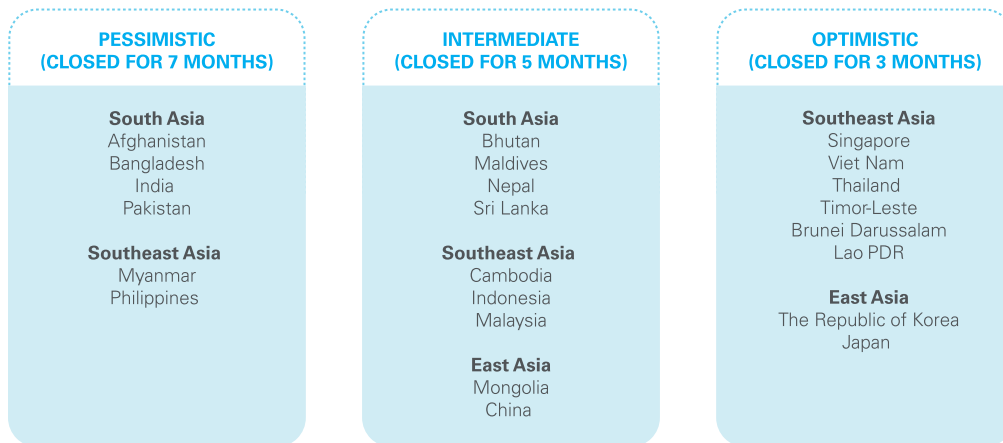 PESSIMISTIC
(CLOSED FOR 7 MONTHS)
South Asia
Afghanistan
Bangladesh
India
Pakistan
Southeast Asia
Myanmar
Philippines
INTERMEDIATE
(CLOSED FOR 5 MONTHS)
South Asia
Bhutan
Maldives
Nepal
Sri Lanka
Southeast Asia
Cambodia
Indonesia
Malaysia
East Asia
Mongolia
China
OPTIMISTIC
(CLOSED FOR 3 MONTHS)
Southeast Asia
Singapore
Viet Nam
Thailand
Timor-Leste
Brunei Darussalam
Lao PDR
East Asia
The Republic of Korea
Japan